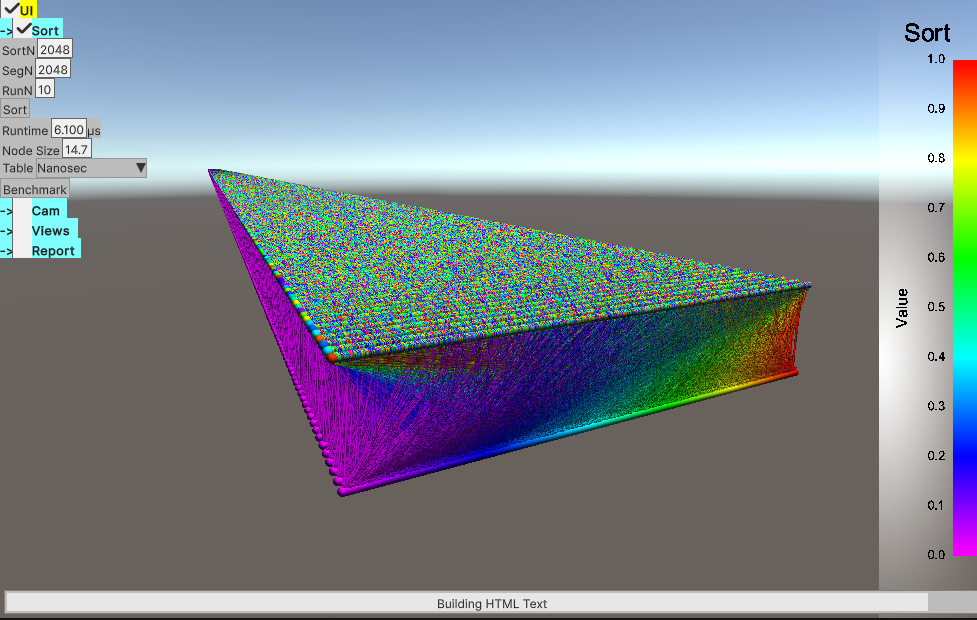 UI
-> Sort
SortN 2048
SegN 2048
RunN 10
Sort
Runtime 6.100 µs
Node Size 14.7
Table Nanosec
Benchmark
-> Cam
-> Views
-> Report
Sort
1.0
0.9
0.8
0.7
0.6
0.5
0.4
0.3
0.2
0.1
0.0
Value
Building HTML Text